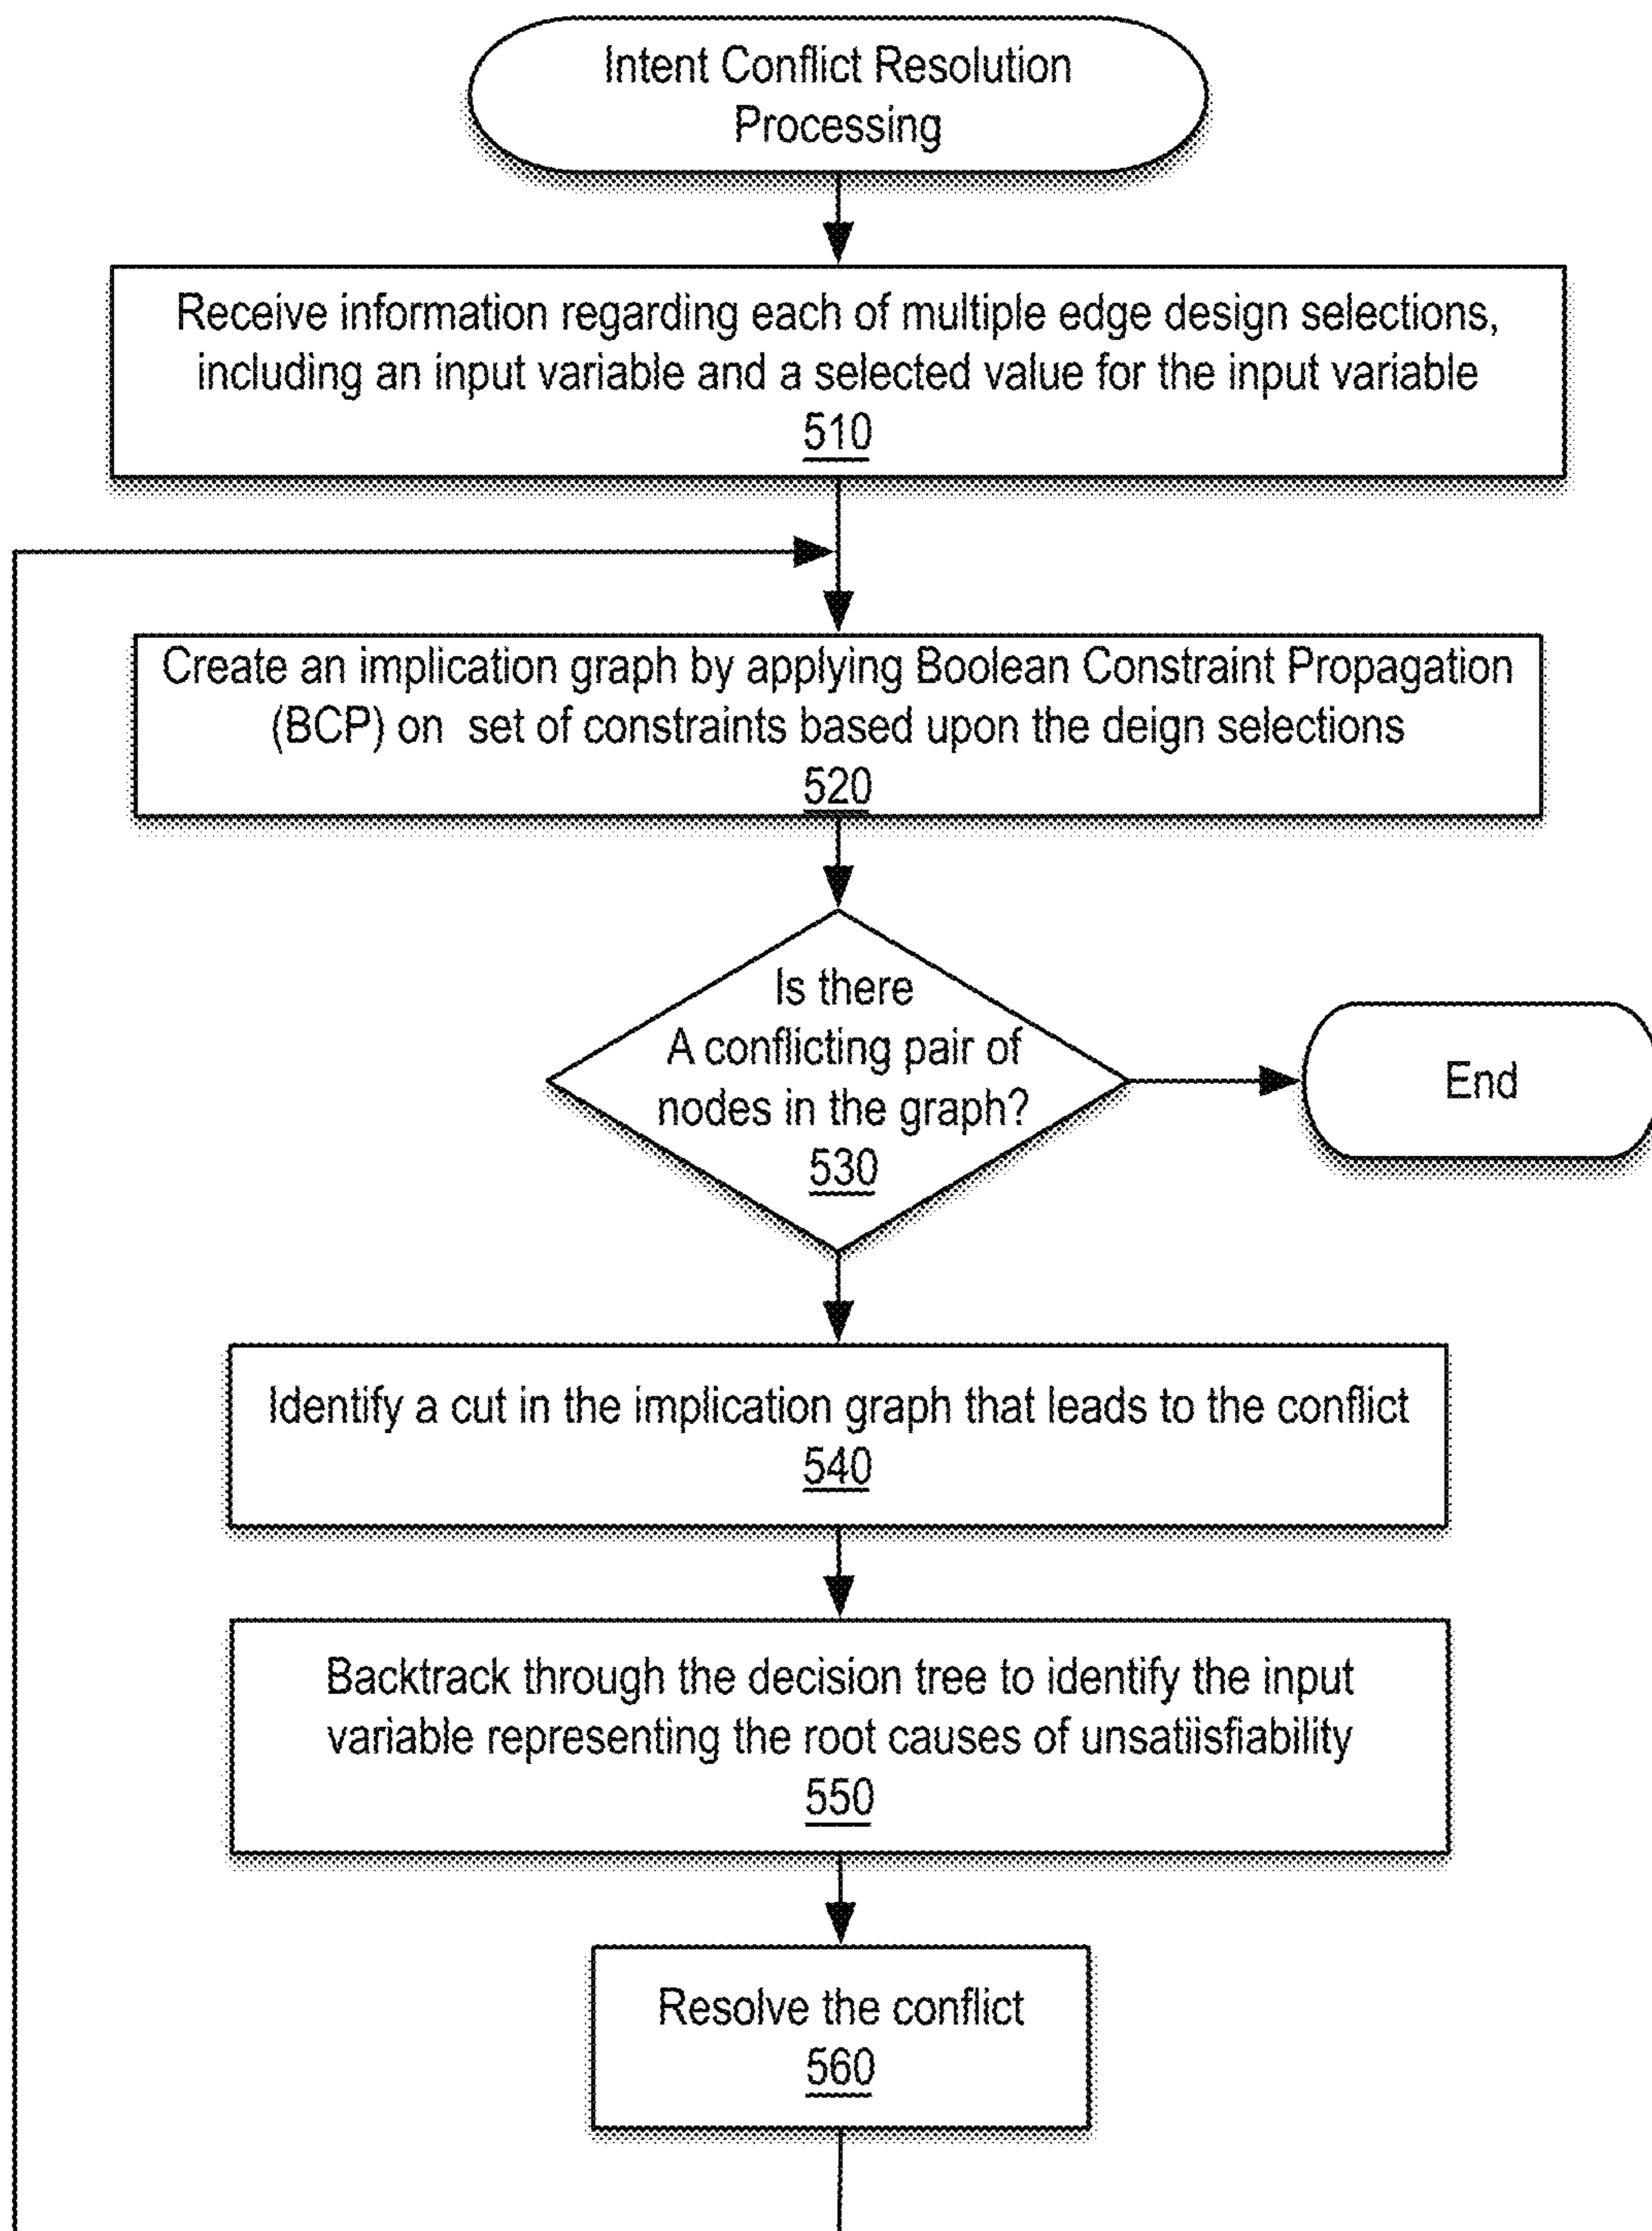 Intent Conflict Resolution
Processing
Receive information regarding each of multiple edge design selections,
including an input variable and a selected value for the input variable
510
Create an implication graph by applying Boolean Constraint Propagation
(BCP) on set of constraints based upon the deign selections
520
Is there
A conflicting pair of
nodes in the graph?
530
End
Identify a cut in the implication graph that leads to the conflict
540
Backtrack through the decision tree to identify the input
variable representing the root causes of unsatiisfiability
550
Resolve the conflict
560